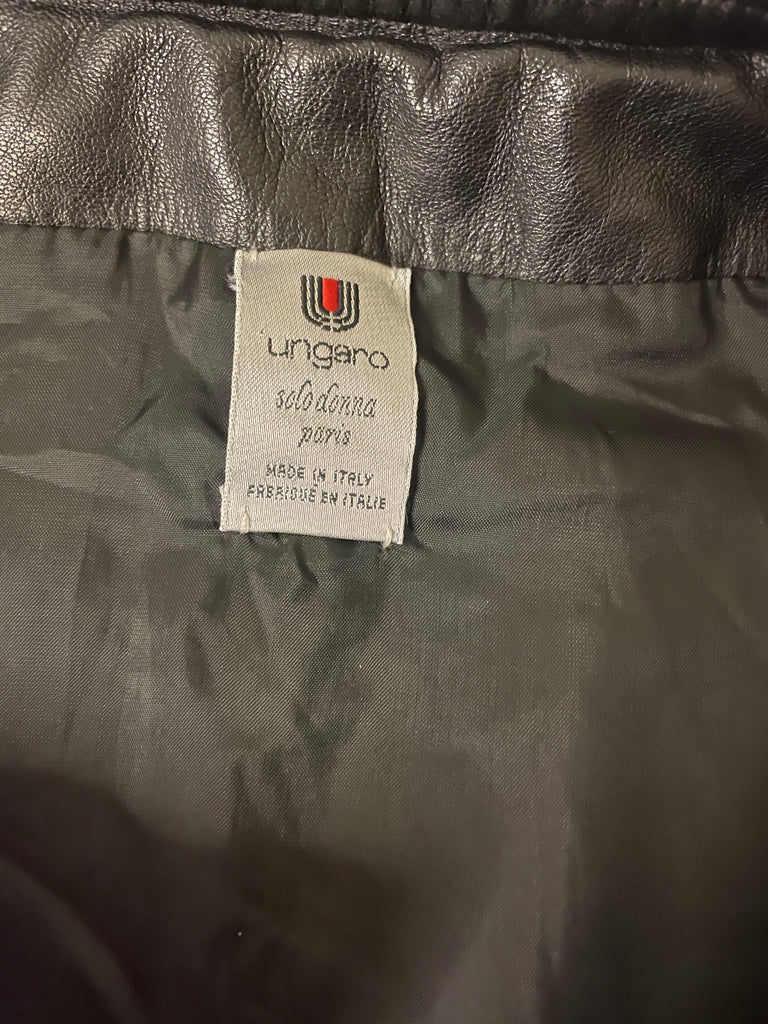 ungaro
solo donna
paris
MADE IN ITALY
FABRIQUE EN ITALIE